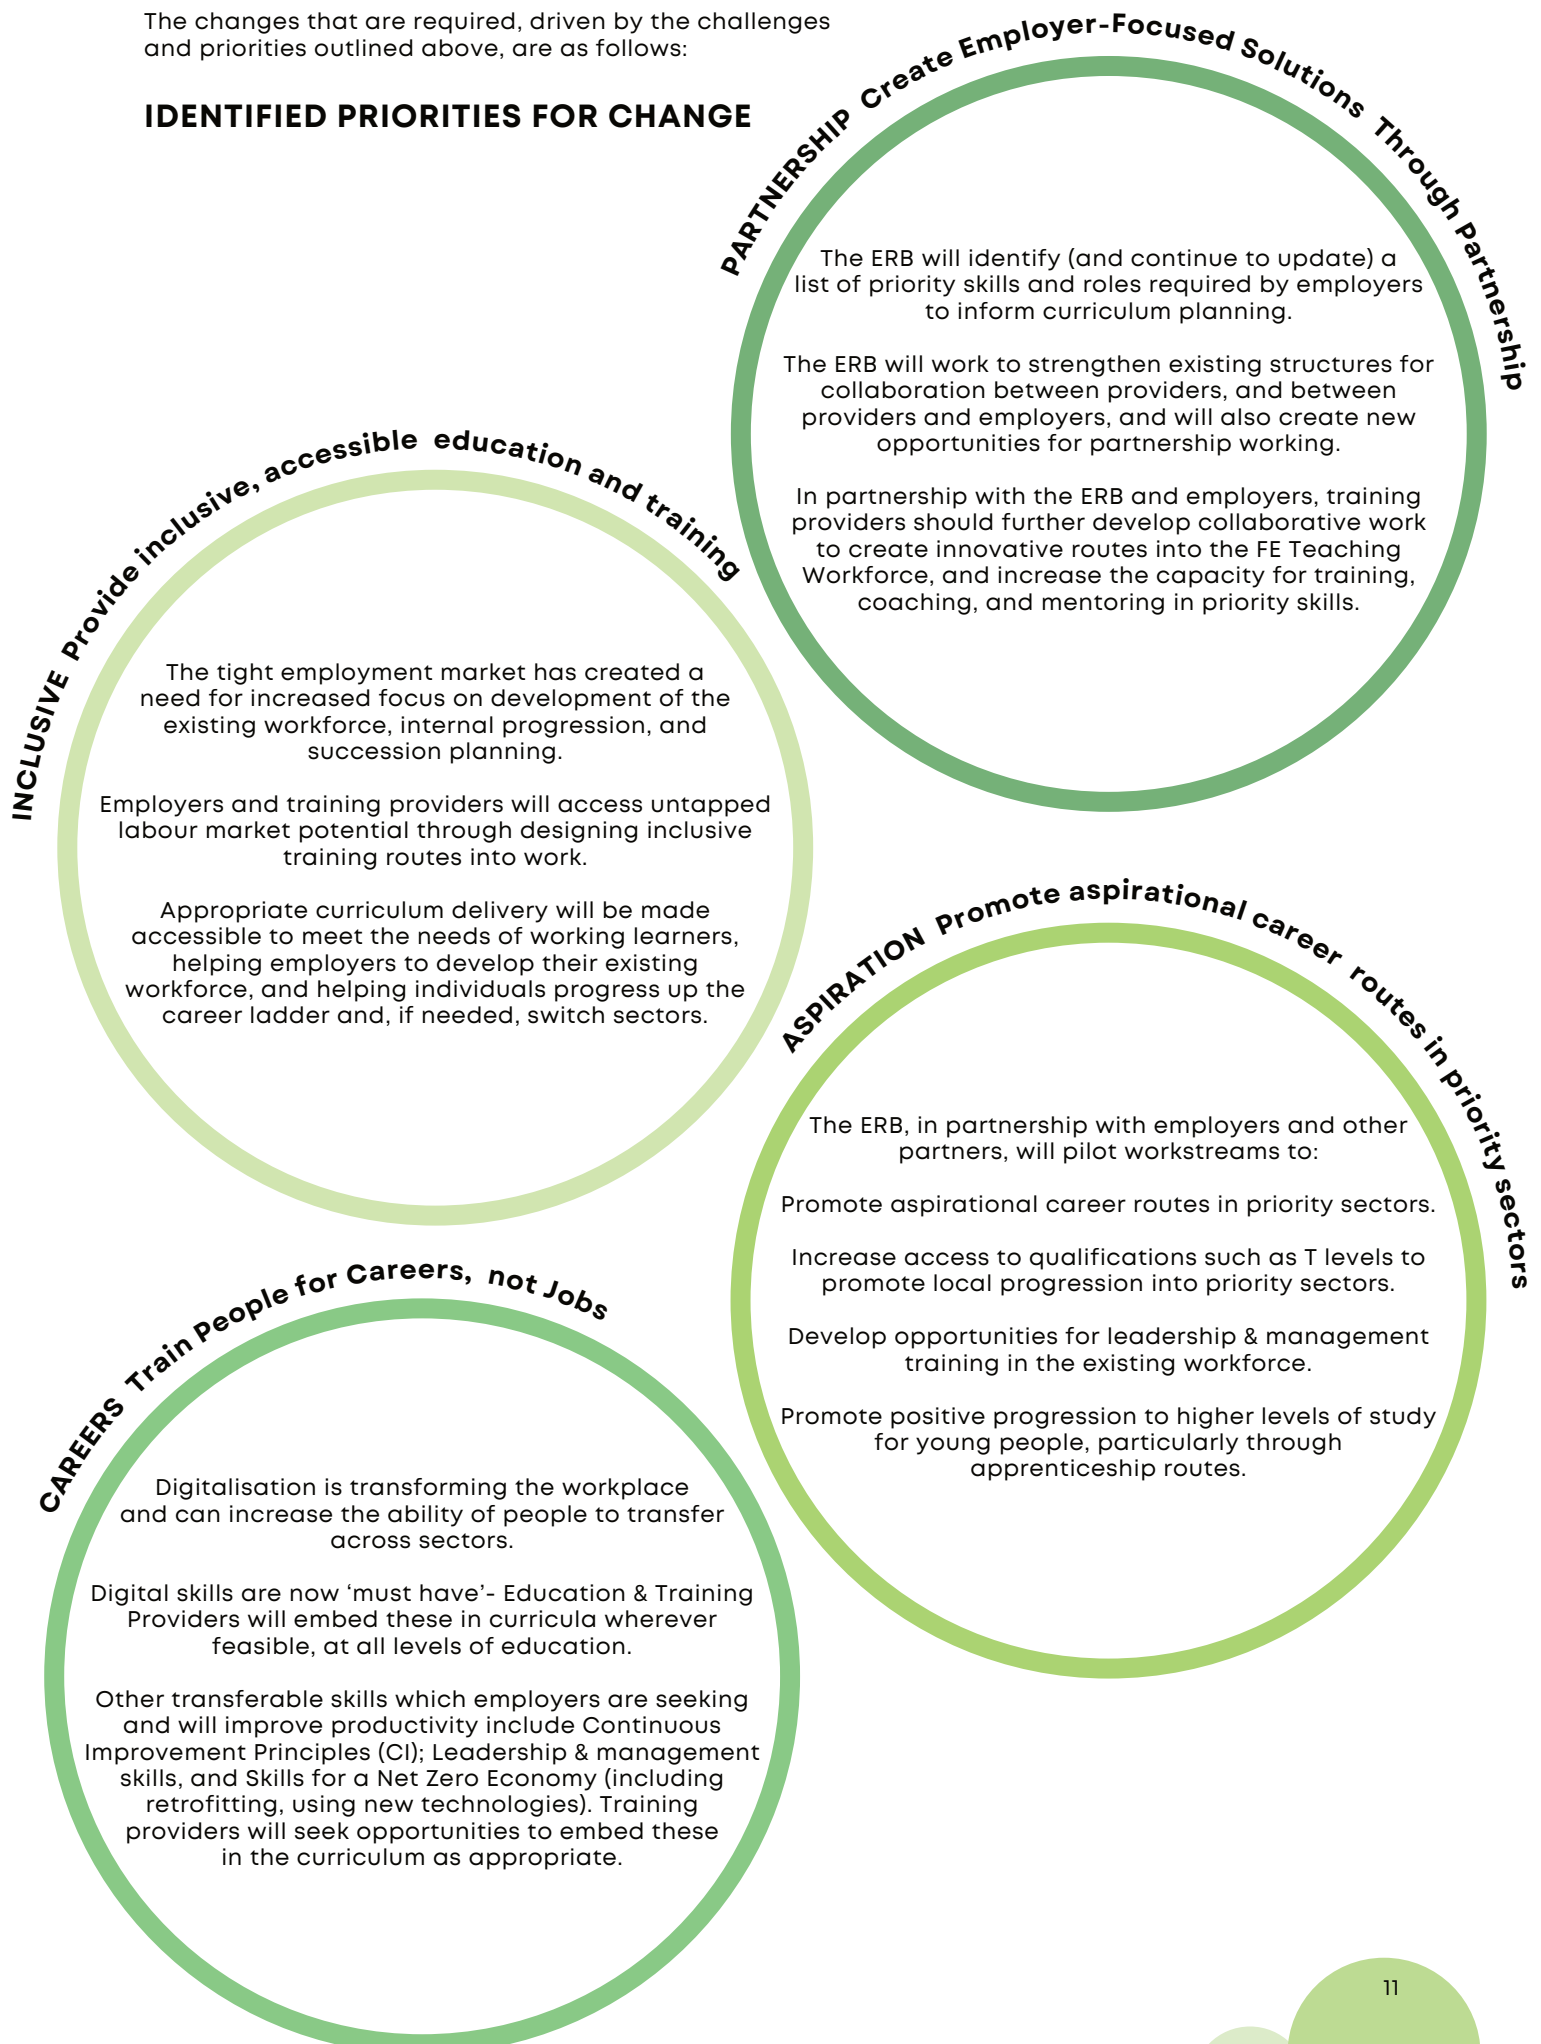 The changes that are required, driven by the challenges
and priorities outlined above, are as follows:
IDENTIFIED PRIORITIES FOR CHANGE
PARTNERSHIP Create Employer-Focused Solutions Through Partnership
The ERB will identify (and continue to update) a
list of priority skills and roles required by employers
to inform curriculum planning.
The ERB will work to strengthen existing structures for
collaboration between providers, and between
providers and employers, and will also create new
opportunities for partnership working.
In partnership with the ERB and employers, training
providers should further develop collaborative work
to create innovative routes into the FE Teaching
Workforce, and increase the capacity for training,
coaching, and mentoring in priority skills.
INCLUSIVE Provide inclusive, accessible education and training
The tight employment market has created a
need for increased focus on development of the
existing workforce, internal progression, and
succession planning.
Employers and training providers will access untapped
labour market potential through designing inclusive
training routes into work.
Appropriate curriculum delivery will be made
accessible to meet the needs of working learners,
helping employers to develop their existing
workforce, and helping individuals progress up the
career ladder and, if needed, switch sectors.
ASPIRATION Promote aspirational career routes in priority sectors
The ERB, in partnership with employers and other
partners, will pilot workstreams to:
Promote aspirational career routes in priority sectors.
Increase access to qualifications such as T levels to
promote local progression into priority sectors.
Develop opportunities for leadership & management
training in the existing workforce.
Promote positive progression to higher levels of study
for young people, particularly through
apprenticeship routes.
CAREERS Train People for Careers, not Jobs
Digitalisation is transforming the workplace
and can increase the ability of people to transfer
across sectors.
Digital skills are now ‘must have’- Education & Training
Providers will embed these in curricula wherever
feasible, at all levels of education.
Other transferable skills which employers are seeking
and will improve productivity include Continuous
Improvement Principles (CI); Leadership & management
skills, and Skills for a Net Zero Economy (including
retrofitting, using new technologies). Training
providers will seek opportunities to embed these
in the curriculum as appropriate.
11